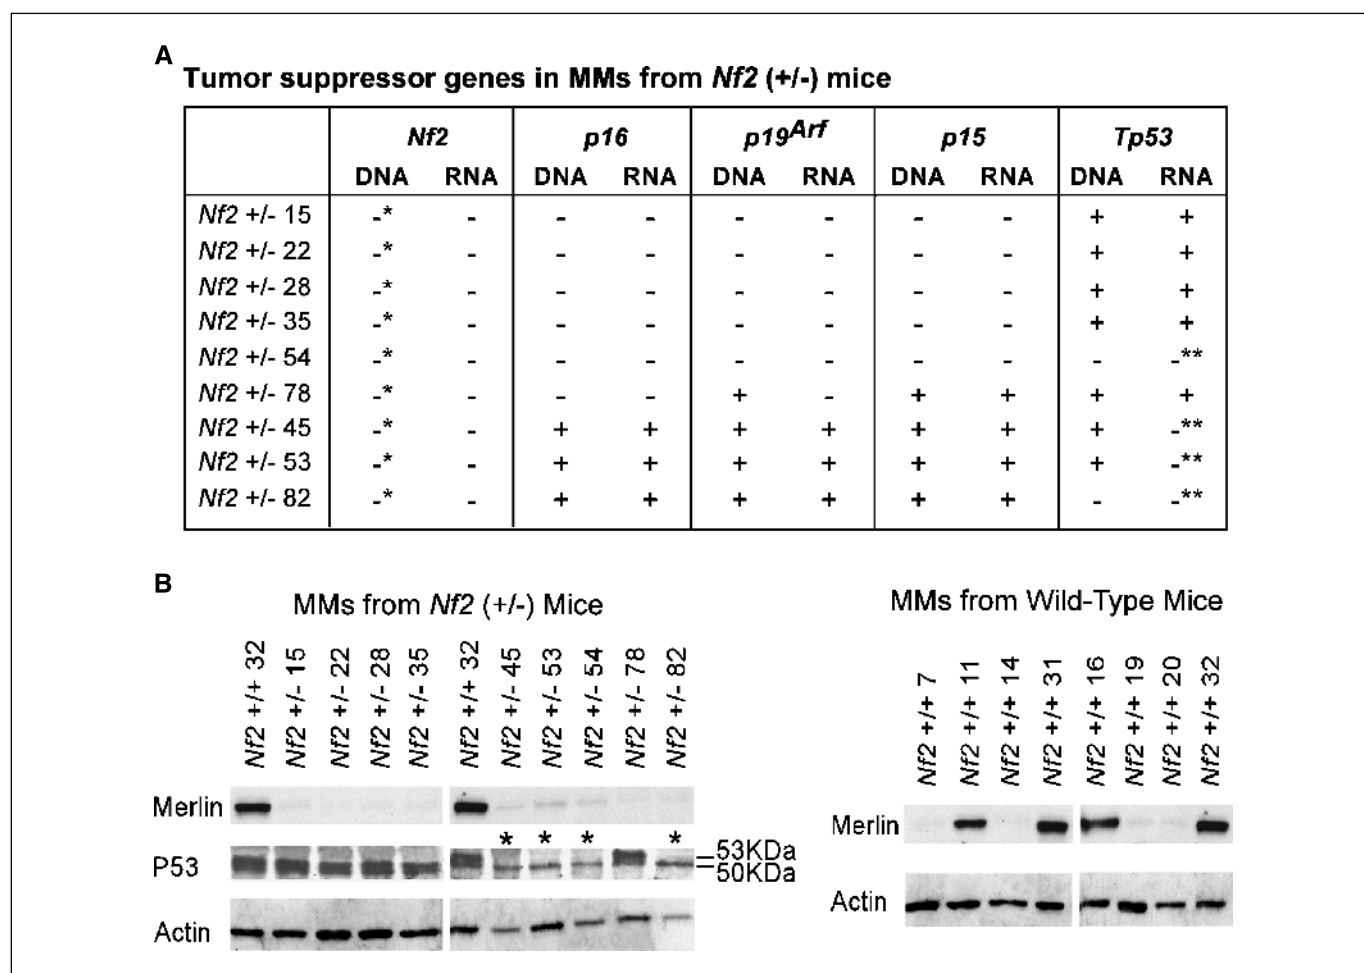 A
Tumor suppressor genes in MMs from Nf2 (+/-) mice
Nf2 p16 p19Arf p15 Tp53
DNA RNA DNA RNA DNA RNA DNA RNA DNA RNA
Nf2 +/- 15 -* - - - - - - - + +
Nf2 +/- 22 -* - - - - - - - + +
Nf2 +/- 28 -* - - - - - - - + +
Nf2 +/- 35 -* - - - - - - - + +
Nf2 +/- 54 -* - - - - - - - - -**
Nf2 +/- 78 -* - - - + - + + + +
Nf2 +/- 45 -* - + + + + + + + -**
Nf2 +/- 53 -* - + + + + + + + -**
Nf2 +/- 82 -* - + + + + + + - -**
B
MMs from Nf2 (+/-) Mice
Nf2 +/+ 32
Nf2 +/- 15
Nf2 +/- 22
Nf2 +/- 28
Nf2 +/- 35
Nf2 +/+ 32
Nf2 +/- 45
Nf2 +/- 53
Nf2 +/- 54
Nf2 +/- 78
Nf2 +/- 82
Merlin
* * * *
P53
53KDa
50KDa
Actin
MMs from Wild-Type Mice
Nf2 +/+ 7
Nf2 +/+ 11
Nf2 +/+ 14
Nf2 +/+ 31
Nf2 +/+ 16
Nf2 +/+ 19
Nf2 +/+ 20
Nf2 +/+ 32
Merlin
Actin